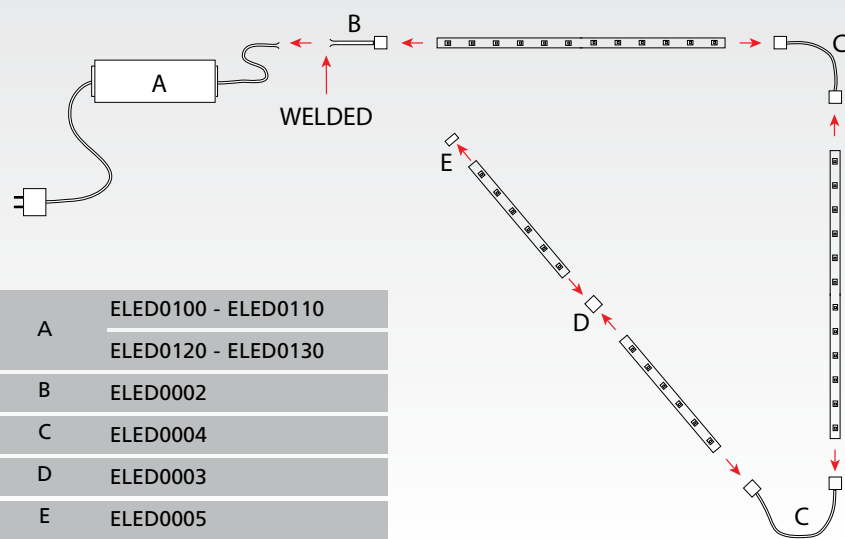 B
C
A
WELDED
E
D
C
A ELED0100 - ELED0110
ELED0120 - ELED0130
B ELED0002
C ELED0004
D ELED0003
E ELED0005